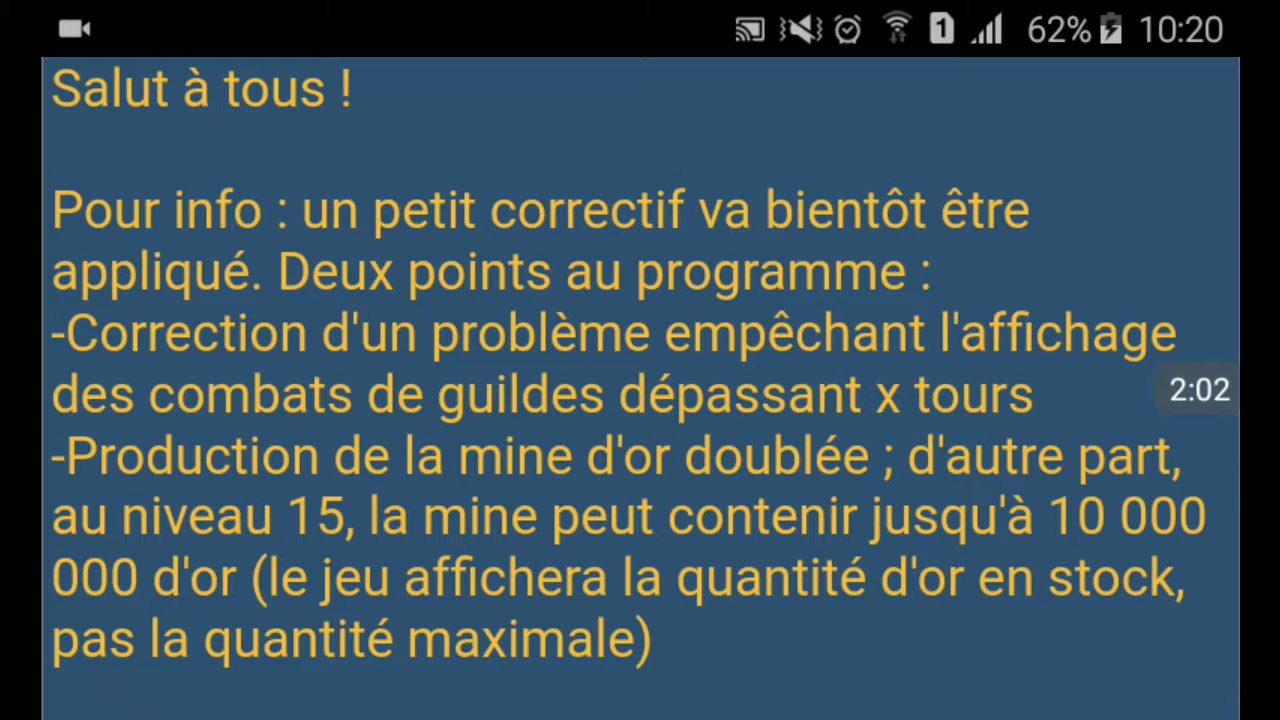 1 62% 10:20
Salut à tous !
Pour info : un petit correctif va bientôt être
appliqué. Deux points au programme :
-Correction d'un problème empêchant l'affichage
des combats de guildes dépassant x tours
2:02
-Production de la mine d'or doublée ; d'autre part,
au niveau 15, la mine peut contenir jusqu'à 10 000
000 d'or (le jeu affichera la quantité d'or en stock,
pas la quantité maximale)